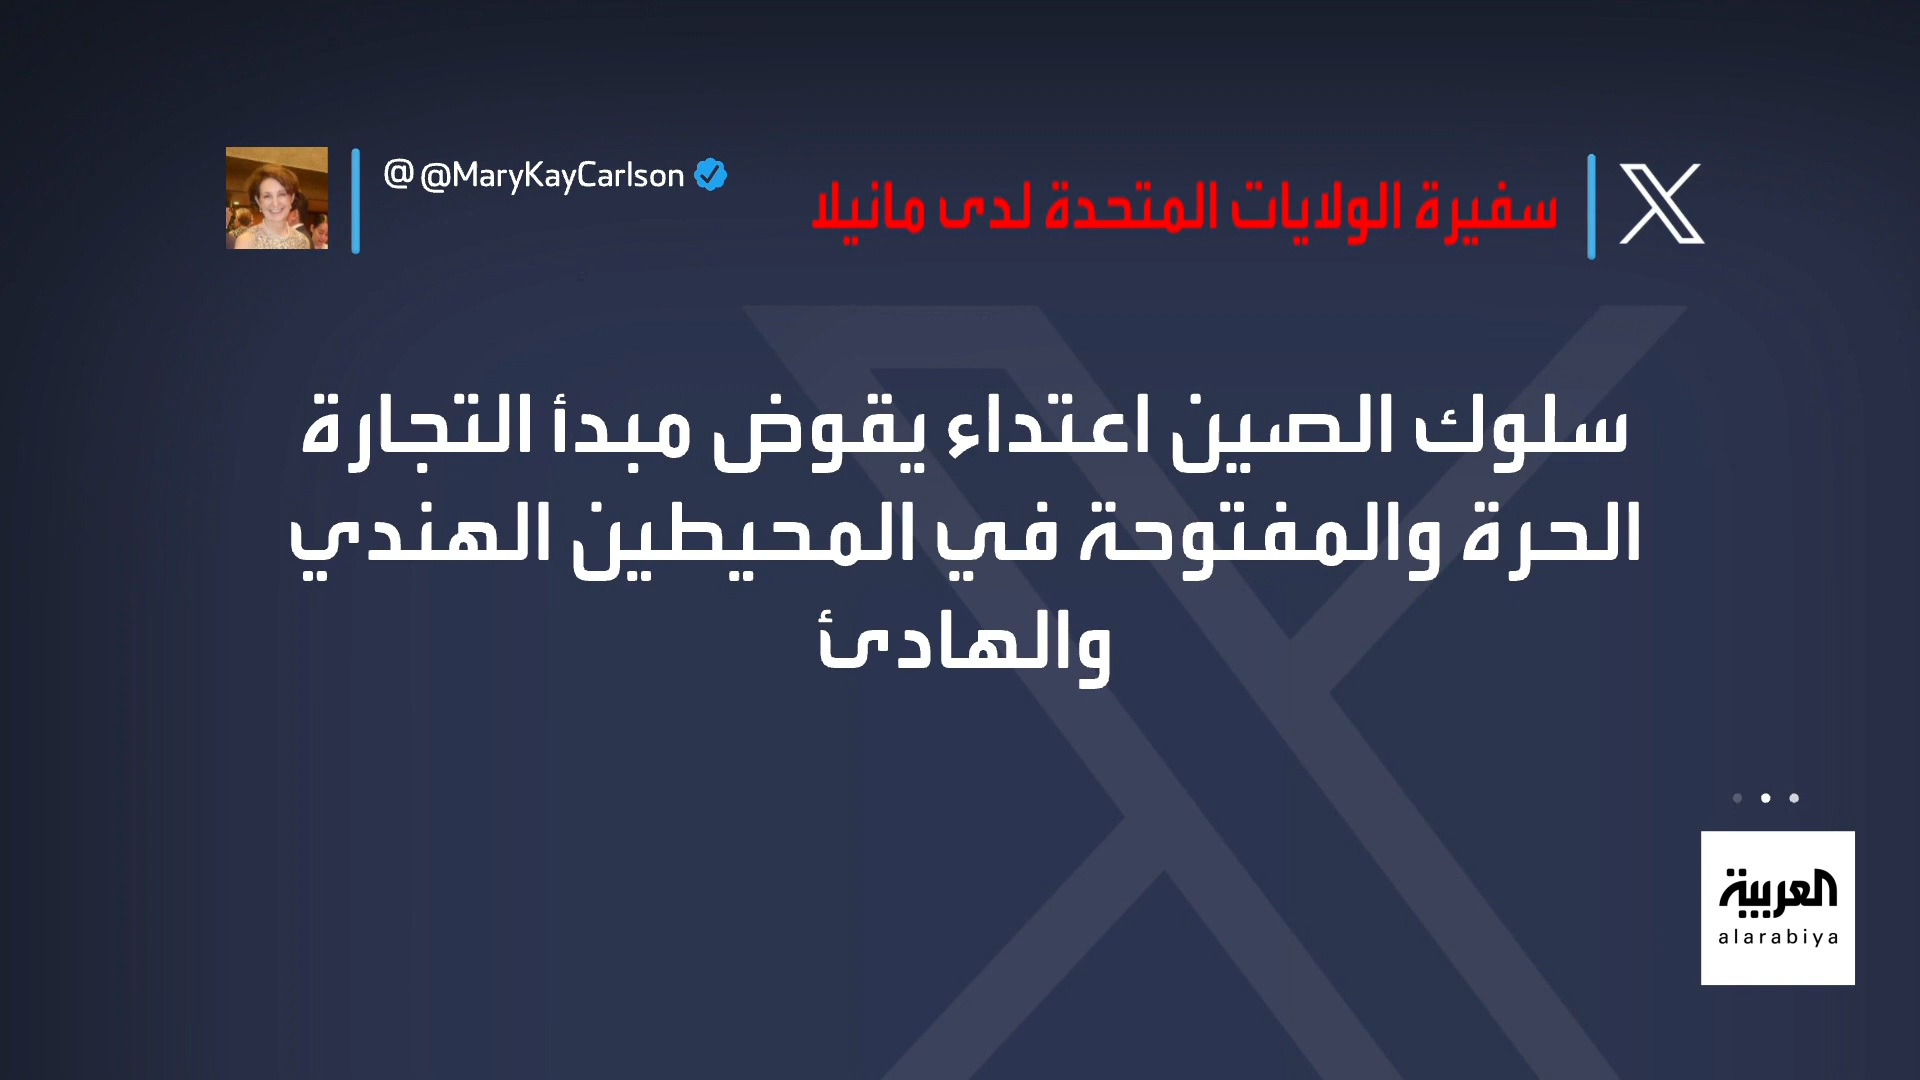 سفيرة الولايات المتحدة لدى مانيلا
@@MaryKayCarlson
سلوك الصين اعتداء يقوض مبدأ التجارة
الحرة والمفتوحة في المحيطين الهندي
والهادئ
العربية
alarabiya